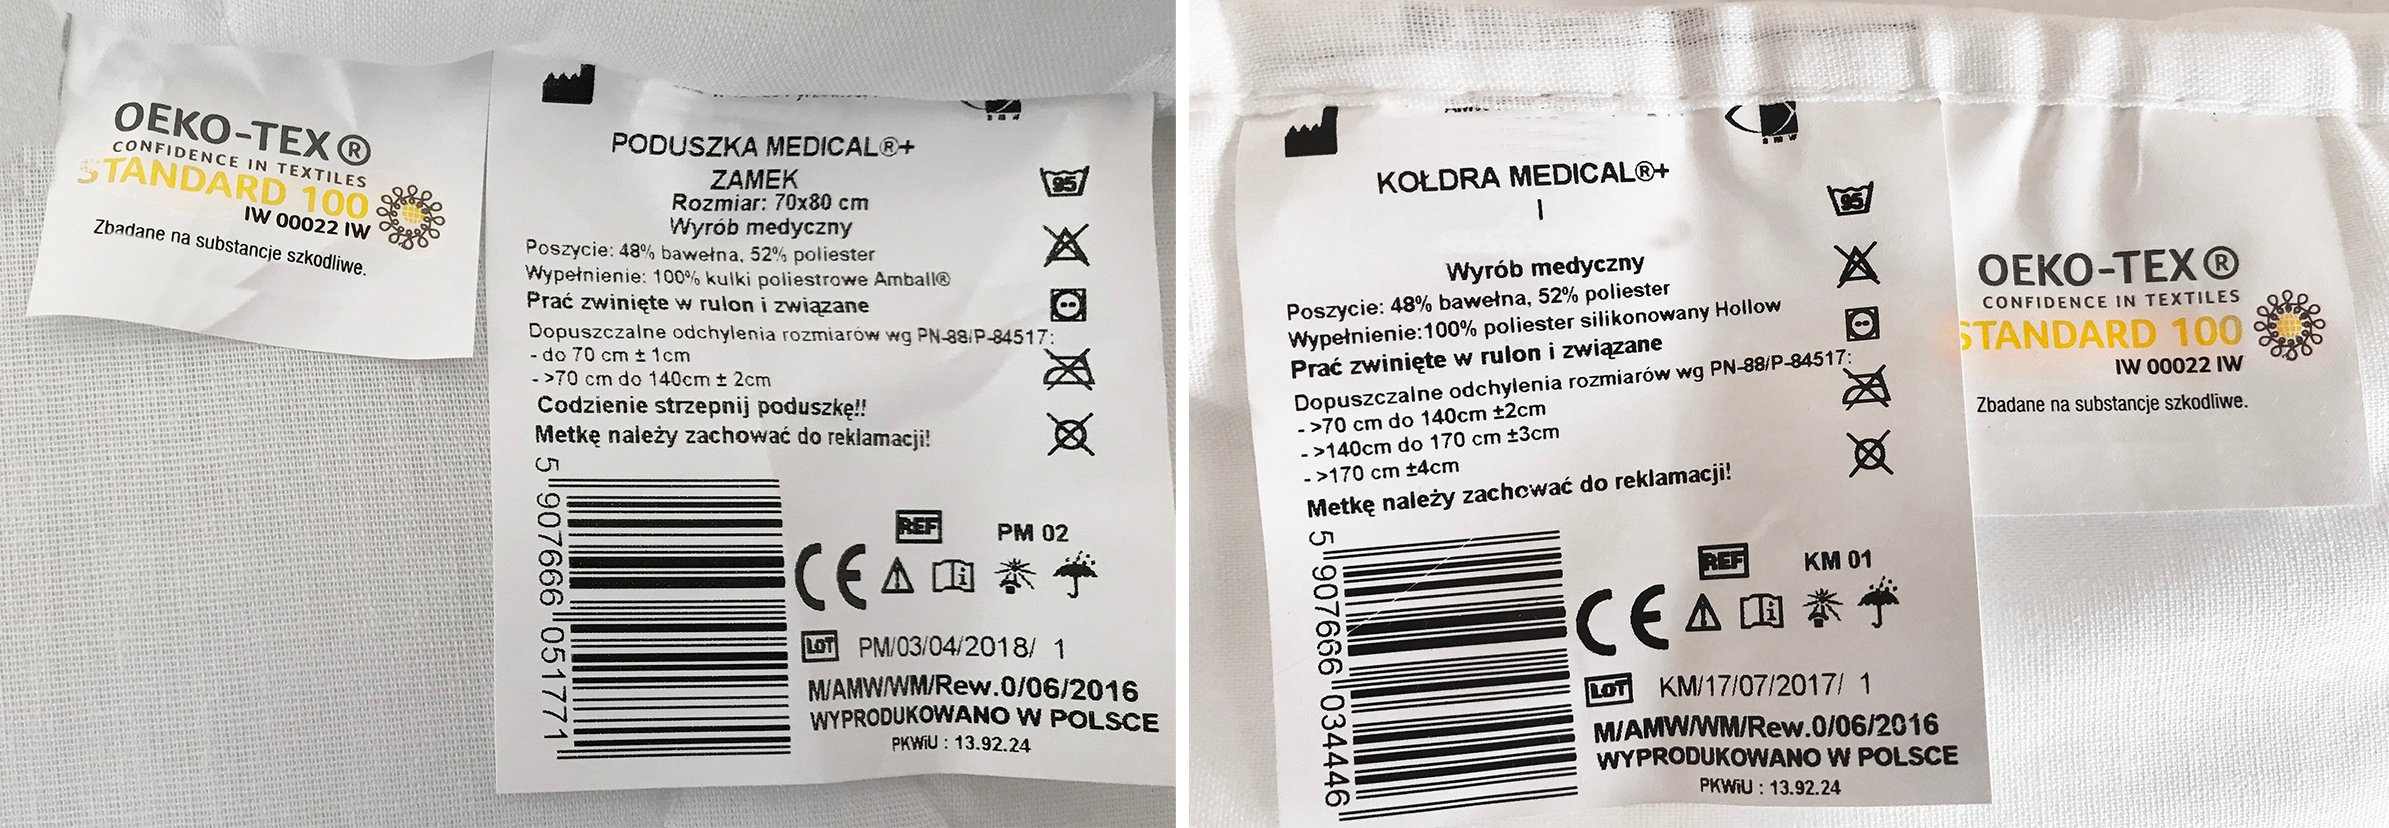 OEKO-TEX®
CONFIDENCE IN TEXTILES
STANDARD 100
IW 00022 IW
Zbadane na substancje szkodliwe.
PODUSZKA MEDICAL®+
ZAMEK
Rozmiar: 70x80 cm
Wyrób medyczny
Poszycie: 48% bawełna, 52% poliester
Wypełnienie: 100% kulki poliestrowe Amball®
Prać zwinięte w rulon i związane
Dopuszczalne odchylenia rozmiarów wg PN-88/P-84517:
- do 70 cm ± 1cm
- >70 cm do 140cm ± 2cm
Codzienie strzepnij poduszkę!!
Metkę należy zachować do reklamacji!
95
5 907666 051771
REF PM 02
CE
LOT PM/03/04/2018/ 1
M/AMW/WM/Rew.0/06/2016
WYPRODUKOWANO W POLSCE
PKWiU : 13.92.24
KOŁDRA MEDICAL®+
I
Wyrób medyczny
Poszycie: 48% bawełna, 52% poliester
Wypełnienie:100% poliester silikonowany Hollow
Prać zwinięte w rulon i związane
Dopuszczalne odchylenia rozmiarów wg PN-88/P-84517:
- >70 cm do 140cm ±2cm
- >140cm do 170 cm ±3cm
- >170 cm ±4cm
Metkę należy zachować do reklamacji!
95
5 907666 034446
REF KM 01
CE
LOT KM/17/07/2017/ 1
M/AMW/WM/Rew.0/06/2016
WYPRODUKOWANO W POLSCE
PKWiU : 13.92.24
OEKO-TEX®
CONFIDENCE IN TEXTILES
STANDARD 100
IW 00022 IW
Zbadane na substancje szkodliwe.